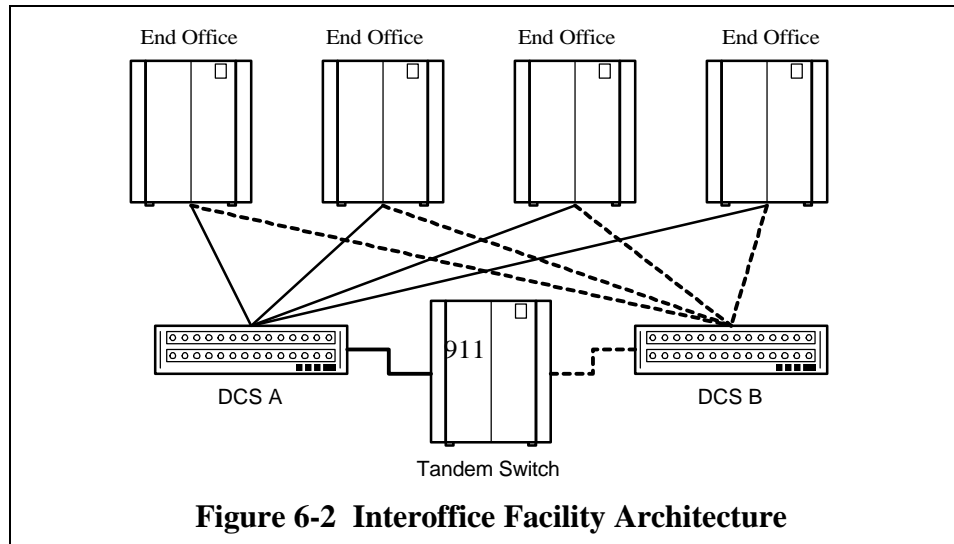 End Office End Office End Office End Office
911
DCS A DCS B
Tandem Switch
Figure 6-2 Interoffice Facility Architecture